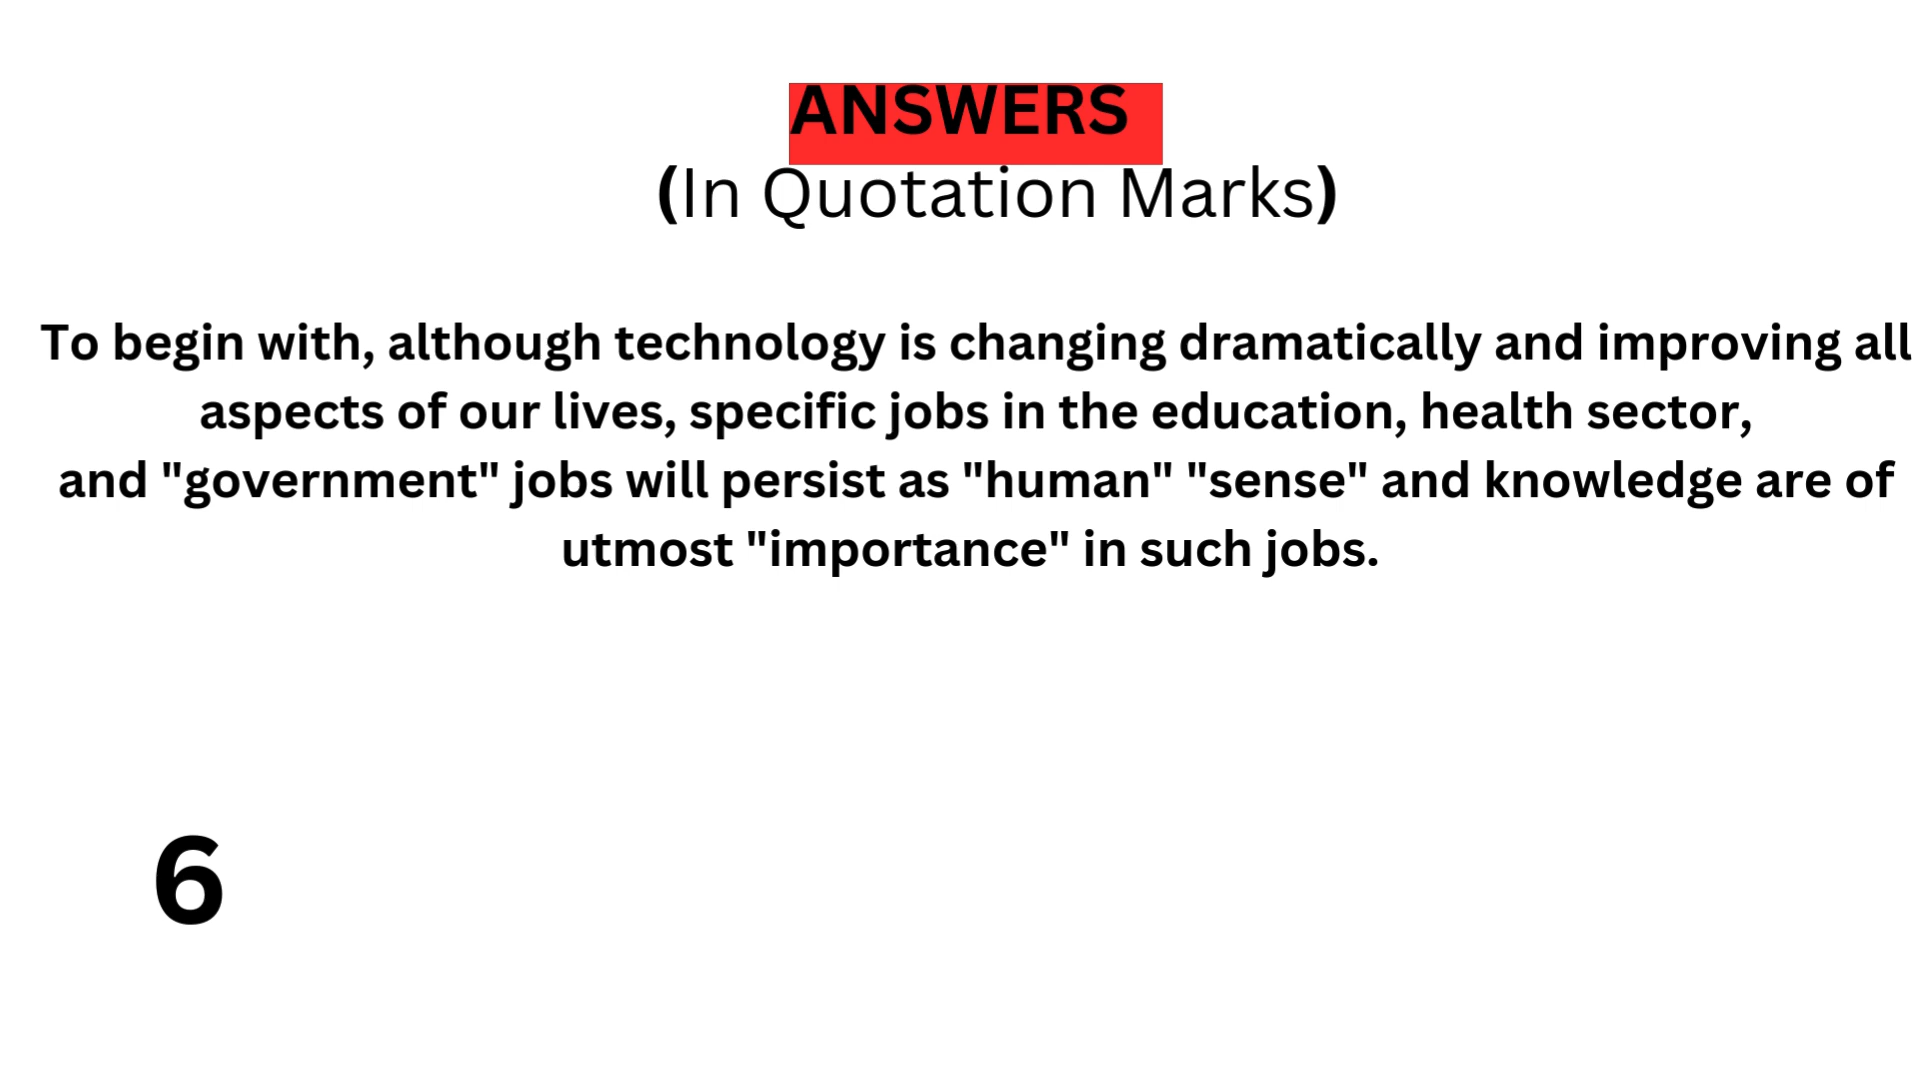 ANSWERS
(In Quotation Marks)
To begin with, although technology is changing dramatically and improving all
aspects of our lives, specific jobs in the education, health sector,
and "government" jobs will persist as "human" "sense" and knowledge are of
utmost "importance" in such jobs.
6